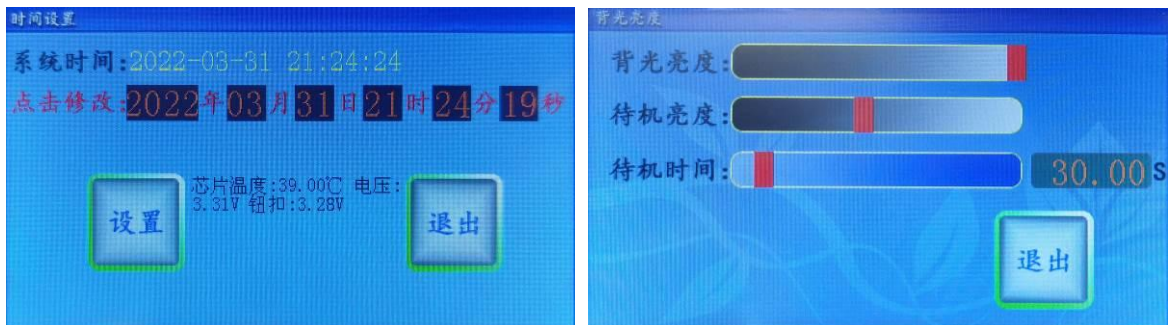 时间设置
系统时间:2022-03-31 21:24:24
点击修改:2022年03月31日21时24分19秒
芯片温度:39.00℃ 电压:
3.31V 钮扣:3.28V
设置
退出
背光亮度
背光亮度:
待机亮度:
待机时间: 30.00S
退出